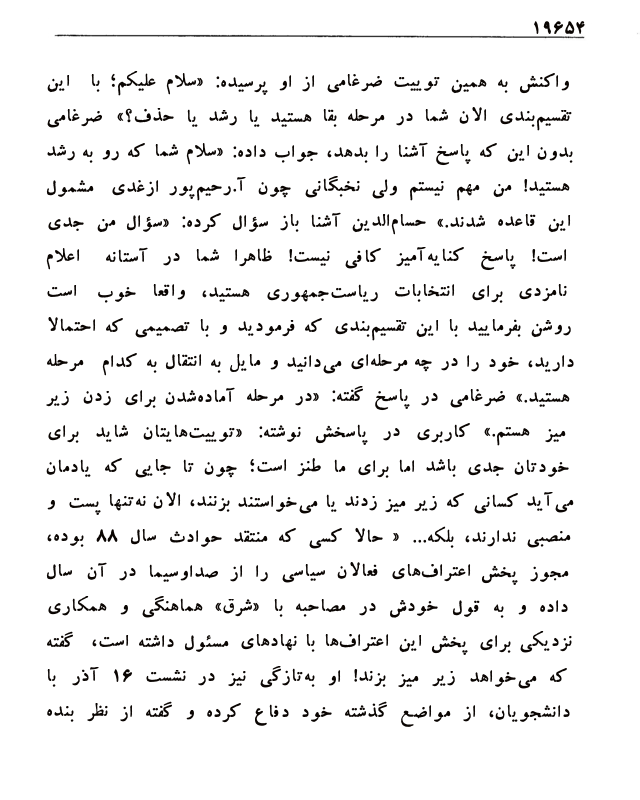 ۱۹۶۵۴
واکنش به همین توییت ضرغامی از او پرسیده: «سلام علیکم؛ با این
تقسیم‌بندی الان شما در مرحله بقا هستید یا رشد یا حذف؟» ضرغامی
بدون این که پاسخ آشنا را بدهد، جواب داده: «سلام شما که رو به رشد
هستید! من مهم نیستم ولی نخبگانی چون آ.رحیم‌پور ازغدی مشمول
این قاعده شدند.» حسام‌الدین آشنا باز سؤال کرده: «سؤال من جدی
است! پاسخ کنایه‌آمیز کافی نیست! ظاهرا شما در آستانه اعلام
نامزدی برای انتخابات ریاست‌جمهوری هستید، واقعا خوب است
روشن بفرمایید با این تقسیم‌بندی که فرمودید و با تصمیمی که احتمالا
دارید، خود را در چه مرحله‌ای می‌دانید و مایل به انتقال به کدام مرحله
هستید.» ضرغامی در پاسخ گفته: «در مرحله آماده‌شدن برای زدن زیر
میز هستم.» کاربری در پاسخش نوشته: «توییت‌هایتان شاید برای
خودتان جدی باشد اما برای ما طنز است؛ چون تا جایی که یادمان
می‌آید کسانی که زیر میز زدند یا می‌خواستند بزنند، الان نه‌تنها پست و
منصبی ندارند، بلکه... « حالا کسی که منتقد حوادث سال ۸۸ بوده،
مجوز پخش اعتراف‌های فعالان سیاسی را از صداوسیما در آن سال
داده و به قول خودش در مصاحبه با «شرق» هماهنگی و همکاری
نزدیکی برای پخش این اعتراف‌ها با نهادهای مسئول داشته است، گفته
که می‌خواهد زیر میز بزند! او به‌تازگی نیز در نشست ۱۶ آذر با
دانشجویان، از مواضع گذشته خود دفاع کرده و گفته از نظر بنده